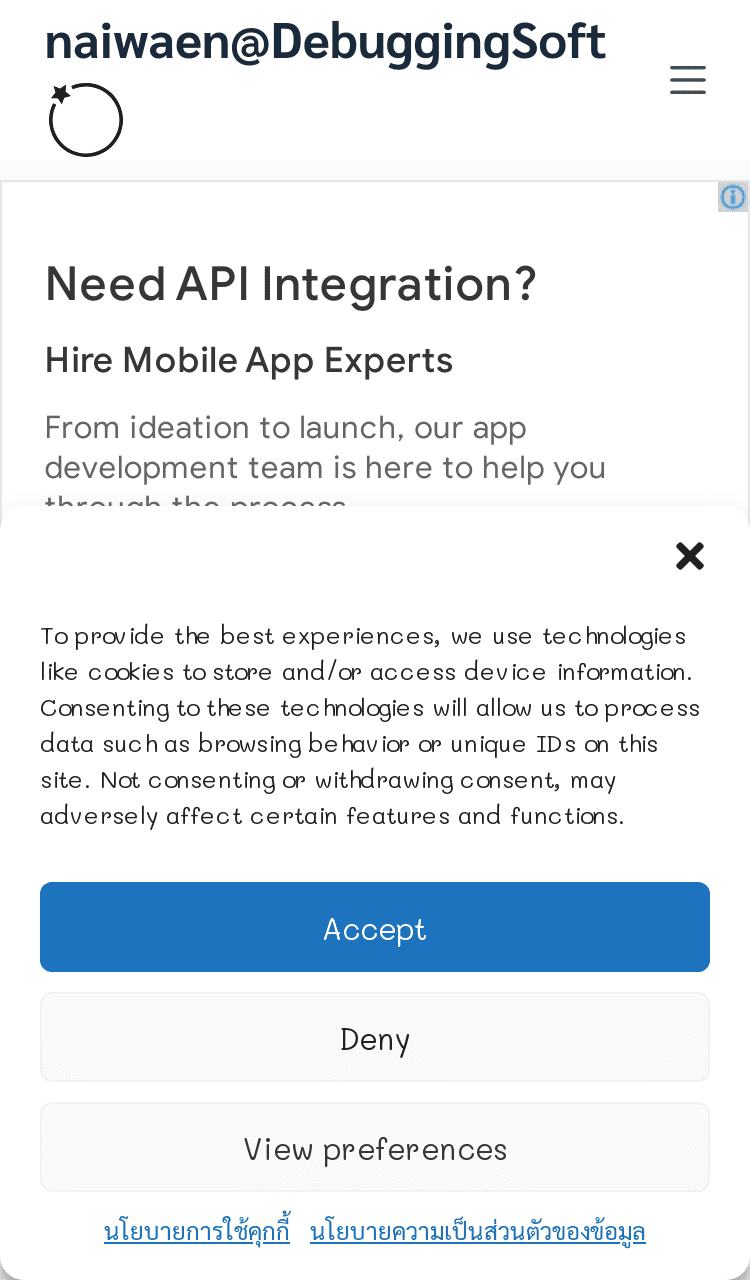 naiwaen@DebuggingSoft
Need API Integration?
Hire Mobile App Experts
From ideation to launch, our app
development team is here to help you
through the process
To provide the best experiences, we use technologies
like cookies to store and/or access device information.
Consenting to these technologies will allow us to process
data such as browsing behavior or unique IDs on this
site. Not consenting or withdrawing consent, may
adversely affect certain features and functions.
Accept
Deny
View preferences
นโยบายการใช้คุกกี้ นโยบายความเป็นส่วนตัวของข้อมูล